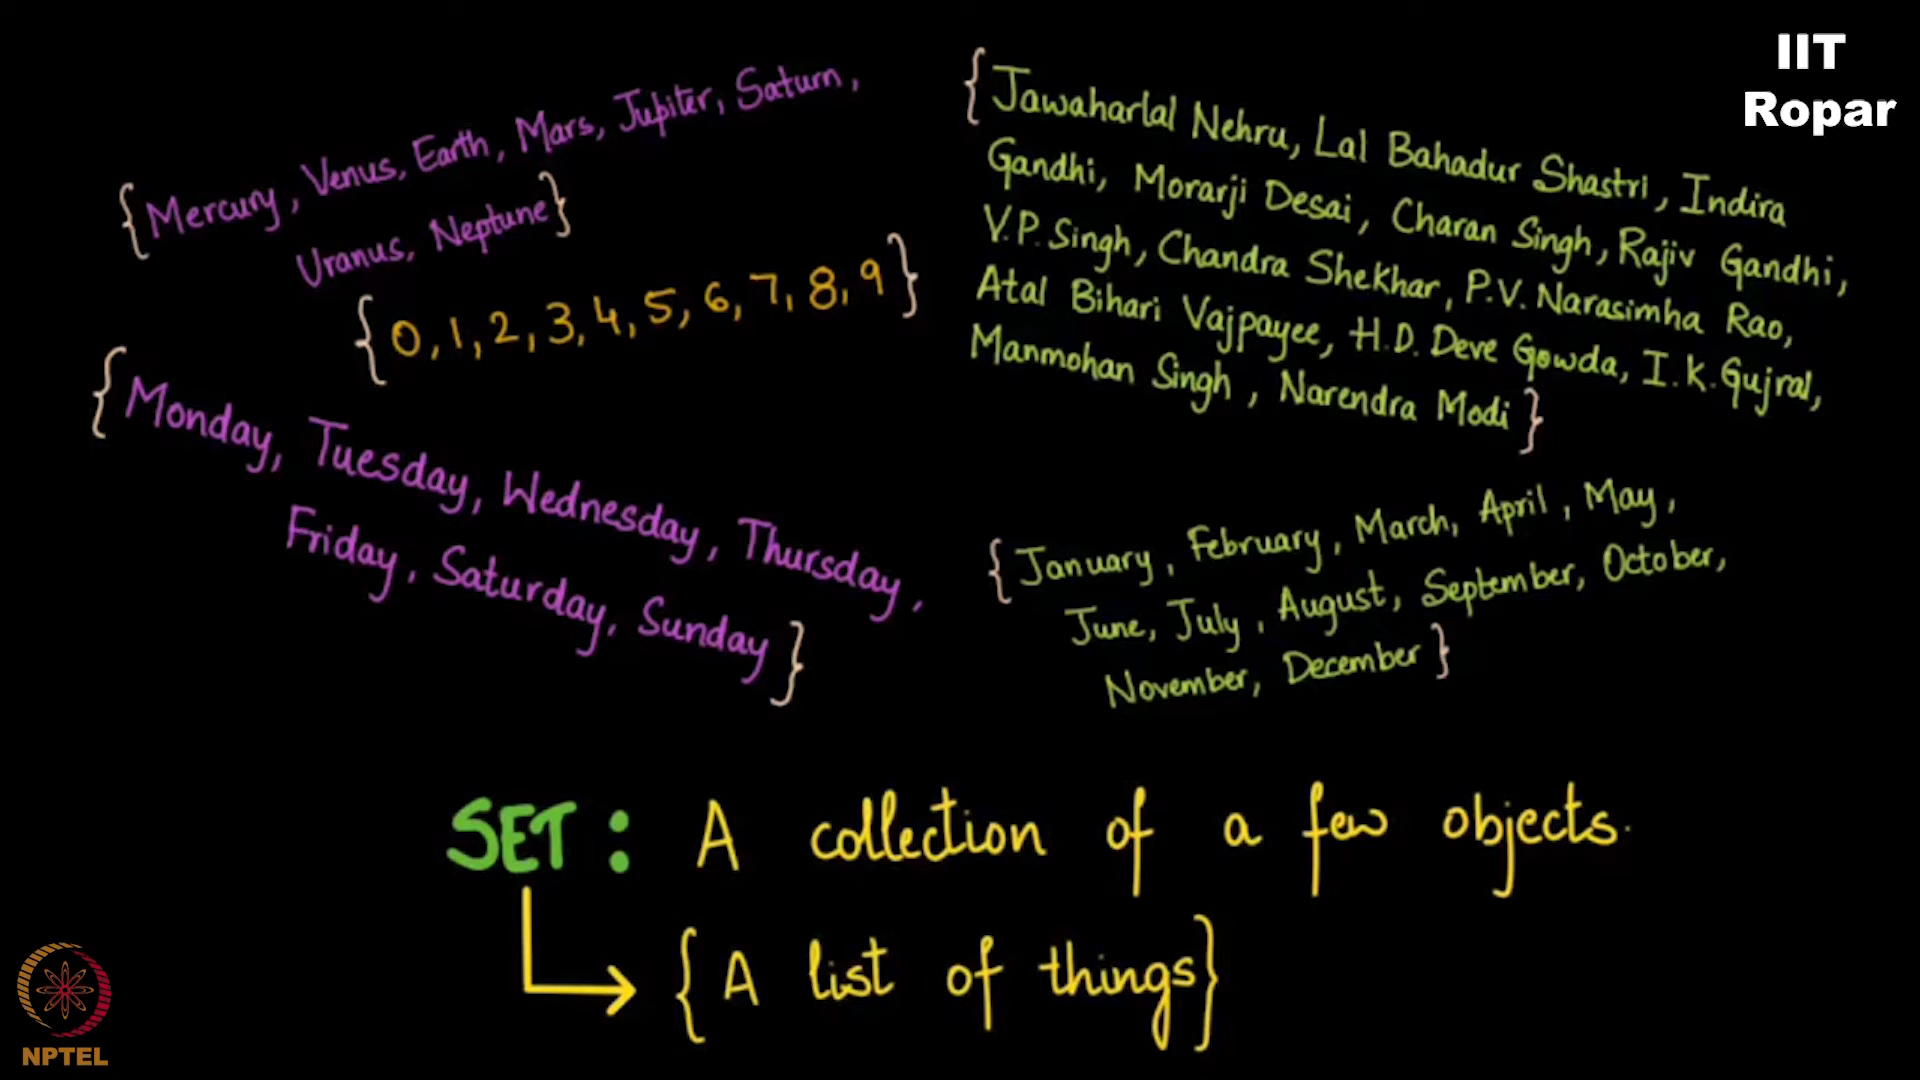 IIT
Ropar
{Mercury, Venus, Earth, Mars, Jupiter, Saturn,
Uranus, Neptune}
{0, 1, 2, 3, 4, 5, 6, 7, 8, 9}
{Monday, Tuesday, Wednesday, Thursday,
Friday, Saturday, Sunday}
{Jawaharlal Nehru, Lal Bahadur Shastri, Indira
Gandhi, Morarji Desai, Charan Singh, Rajiv Gandhi,
V.P. Singh, Chandra Shekhar, P.V. Narasimha Rao,
Atal Bihari Vajpayee, H.D. Deve Gowda, I.K. Gujral,
Manmohan Singh, Narendra Modi}
{January, February, March, April, May,
June, July, August, September, October,
November, December}
SET: A collection of a few objects.
{A list of things}
NPTEL